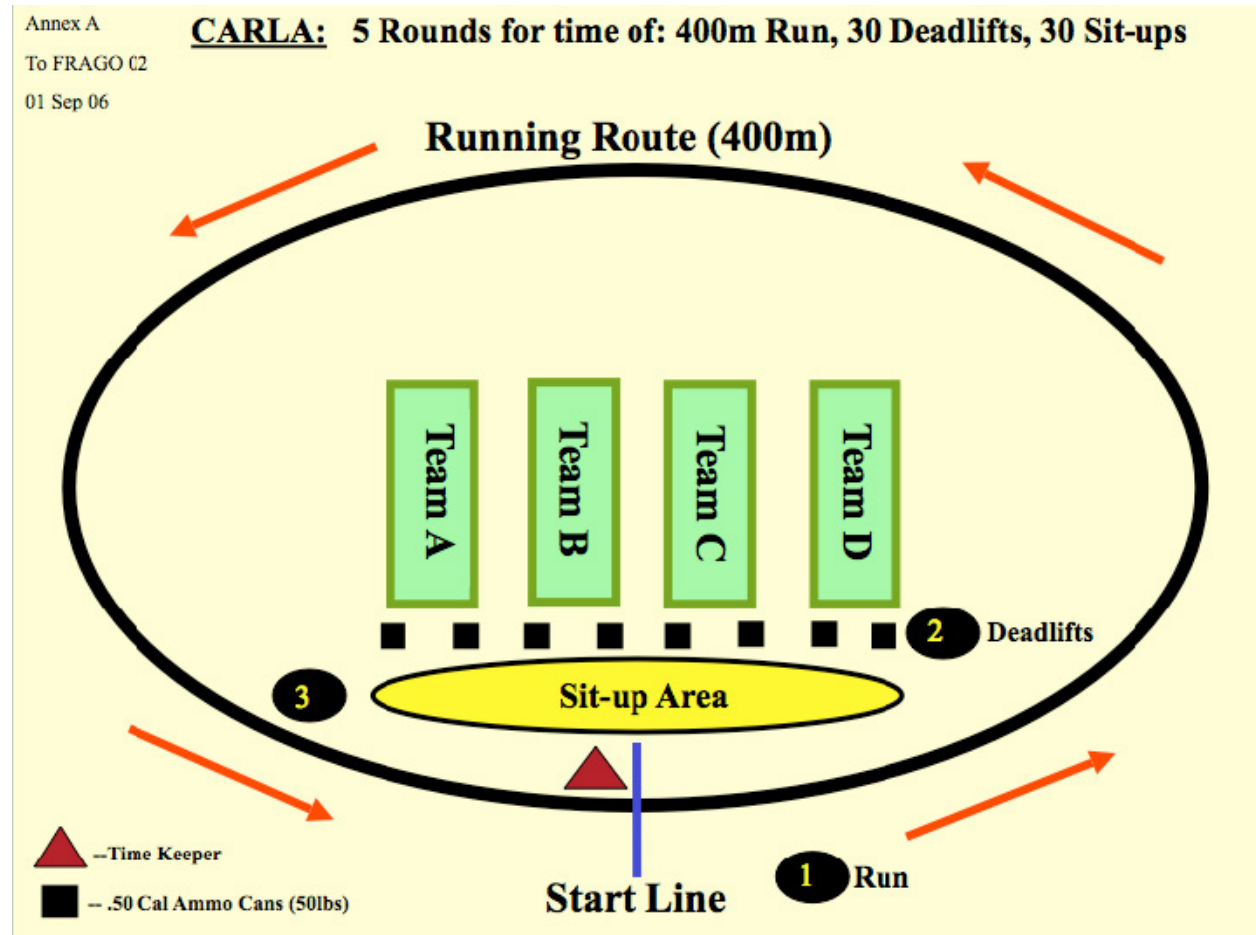 Annex A
To FRAGO 02
01 Sep 06
CARLA: 5 Rounds for time of: 400m Run, 30 Deadlifts, 30 Sit-ups
Running Route (400m)
Team A
Team B
Team C
Team D
2 Deadlifts
3
Sit-up Area
--Time Keeper
-- .50 Cal Ammo Cans (50lbs)
Start Line
1 Run